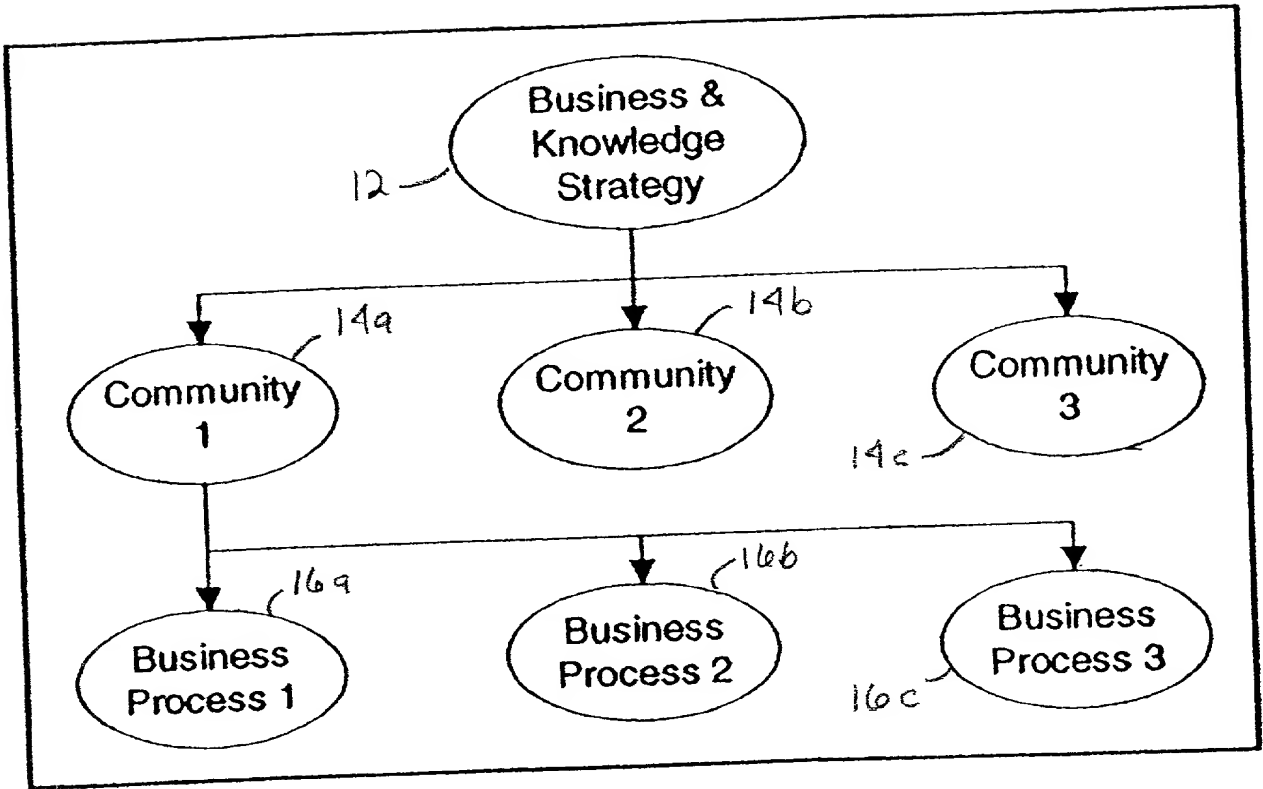 Business &
Knowledge
Strategy
12
14a
14b
Community
1
Community
2
Community
3
14c
16a
16b
Business
Process 1
Business
Process 2
Business
Process 3
16c